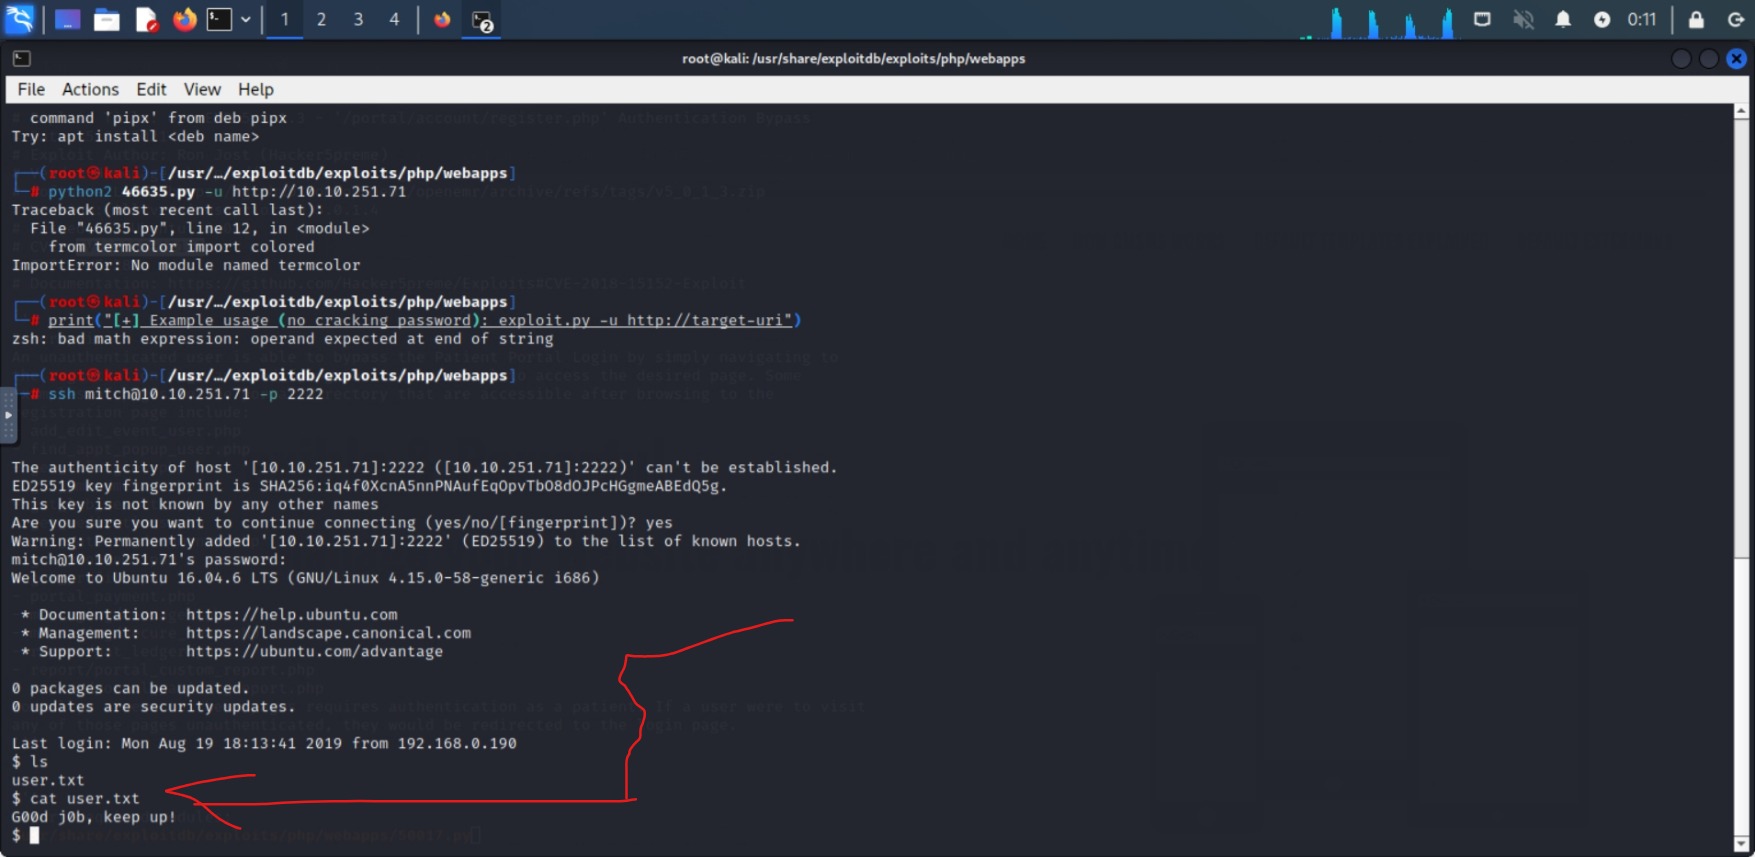 1 2 3 4 2 0:11
root@kali: /usr/share/exploitdb/exploits/php/webapps
File Actions Edit View Help
command 'pipx' from deb pipx
Try: apt install <deb name>
(root㉿kali)-[/usr/…/exploitdb/exploits/php/webapps]
# python2 46635.py -u http://10.10.251.71
Traceback (most recent call last):
File "46635.py", line 12, in <module>
from termcolor import colored
ImportError: No module named termcolor
(root㉿kali)-[/usr/…/exploitdb/exploits/php/webapps]
# print("[+] Example usage (no cracking password): exploit.py -u http://target-uri")
zsh: bad math expression: operand expected at end of string
(root㉿kali)-[/usr/…/exploitdb/exploits/php/webapps]
# ssh mitch@10.10.251.71 -p 2222
The authenticity of host '[10.10.251.71]:2222 ([10.10.251.71]:2222)' can't be established.
ED25519 key fingerprint is SHA256:iq4f0XcnA5nnPNAufEqOpvTbO8dOJPcHGgmeABEdQ5g.
This key is not known by any other names
Are you sure you want to continue connecting (yes/no/[fingerprint])? yes
Warning: Permanently added '[10.10.251.71]:2222' (ED25519) to the list of known hosts.
mitch@10.10.251.71's password:
Welcome to Ubuntu 16.04.6 LTS (GNU/Linux 4.15.0-58-generic i686)
* Documentation: https://help.ubuntu.com
* Management: https://landscape.canonical.com
* Support: https://ubuntu.com/advantage
0 packages can be updated.
0 updates are security updates.
Last login: Mon Aug 19 18:13:41 2019 from 192.168.0.190
$ ls
user.txt
$ cat user.txt
G00d j0b, keep up!
$